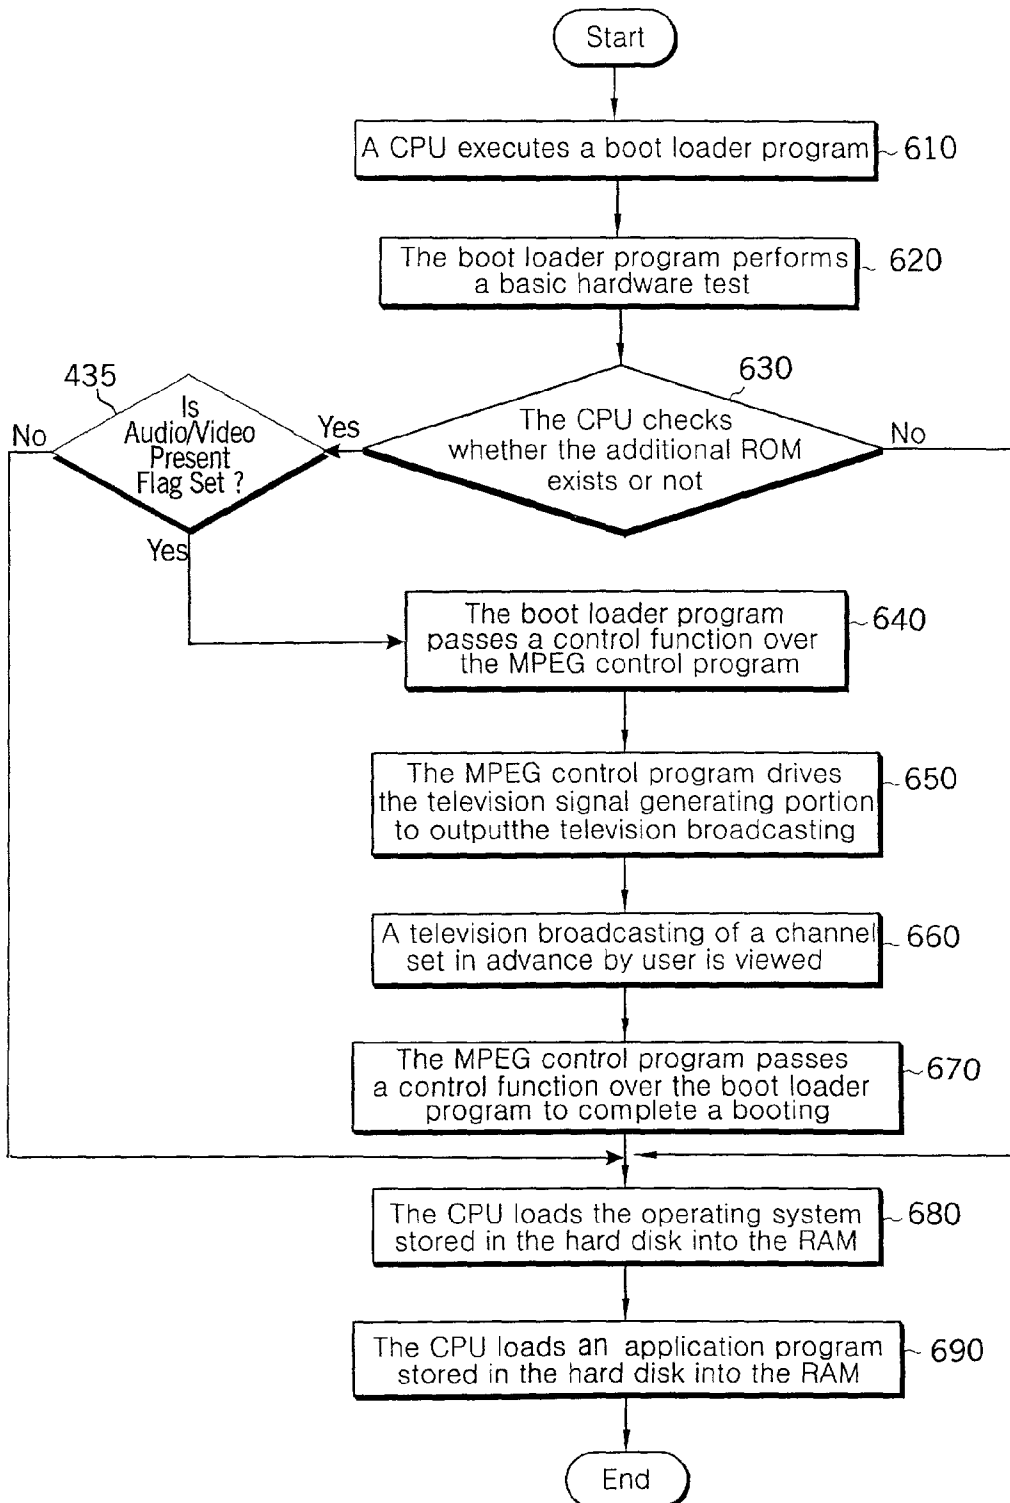 Start
A CPU executes a boot loader program
610
The boot loader program performs
a basic hardware test
620
435
Is
Audio/Video
Present
Flag Set ?
No
Yes
Yes
630
The CPU checks
whether the additional ROM
exists or not
No
The boot loader program
passes a control function over
the MPEG control program
640
The MPEG control program drives
the television signal generating portion
to outputthe television broadcasting
650
A television broadcasting of a channel
set in advance by user is viewed
660
The MPEG control program passes
a control function over the boot loader
program to complete a booting
670
The CPU loads the operating system
stored in the hard disk into the RAM
680
The CPU loads an application program
stored in the hard disk into the RAM
690
End